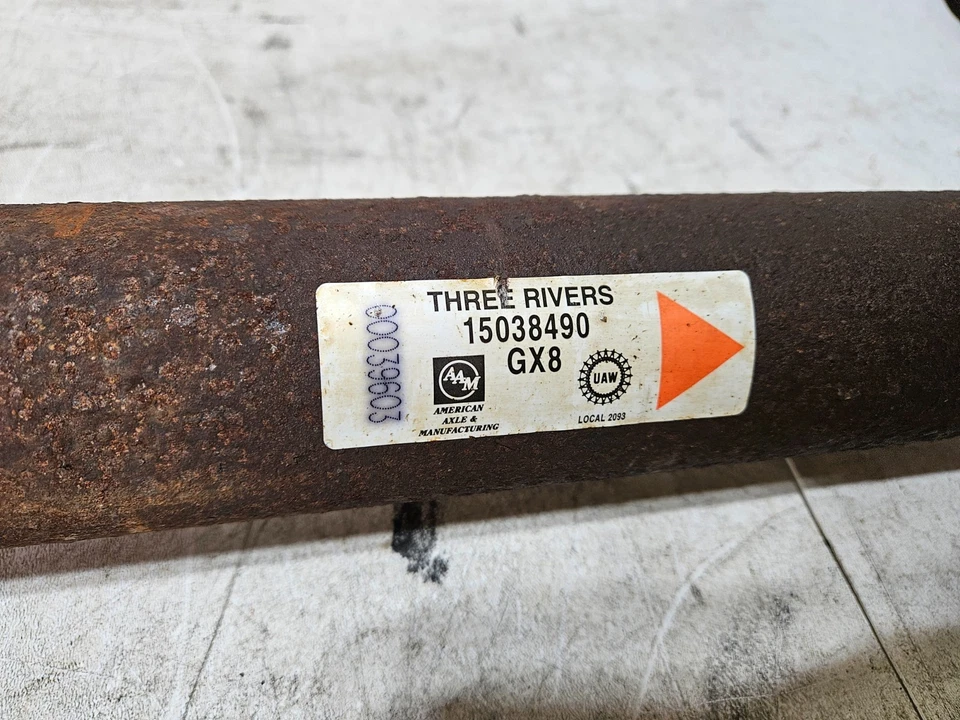 THREE RIVERS
15038490
GX8
00039603
AAM
AMERICAN
AXLE &
MANUFACTURING
UAW
LOCAL 2093